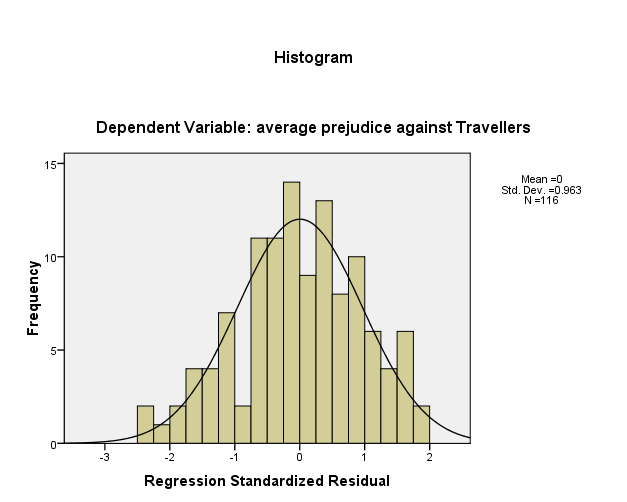 Histogram
Dependent Variable: average prejudice against Travellers
Mean =0
Std. Dev. =0.963
N =116
Frequency
15
10
5
0
-3 -2 -1 0 1 2
Regression Standardized Residual